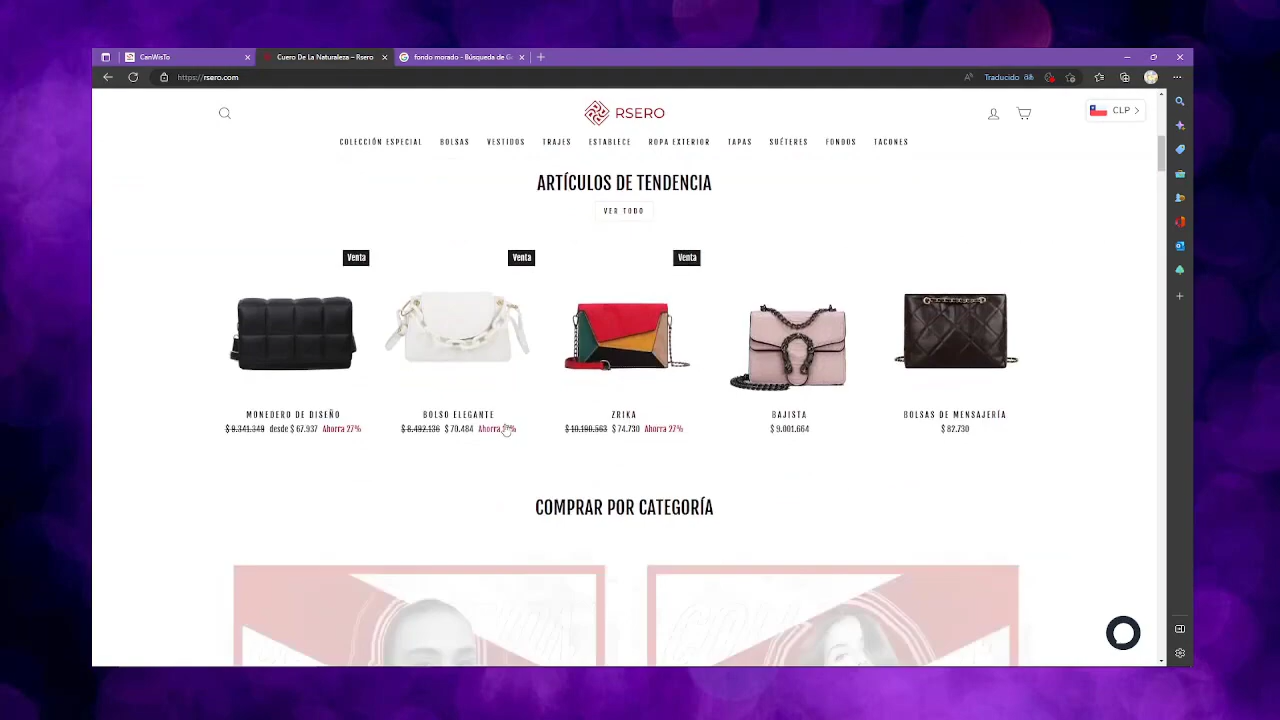 CanWisTo
Cuero De La Naturaleza – Rsero
fondo morado - Búsqueda de G
https://rsero.com
Traducido
RSERO
CLP
COLECCIÓN ESPECIAL BOLSAS VESTIDOS TRAJES ESTABLECE ROPA EXTERIOR TAPAS SUÉTERES FONDOS TACONES
ARTÍCULOS DE TENDENCIA
VER TODO
Venta
Venta
Venta
MONEDERO DE DISEÑO
$ 9.341.349 desde $ 67.937 Ahorra 27%
BOLSO ELEGANTE
$ 8.492.136 $ 70.484 Ahorra
ZRIKA
$ 10.190.563 $ 74.730 Ahorra 27%
BAJISTA
$ 9.001.664
BOLSAS DE MENSAJERÍA
$ 82.730
COMPRAR POR CATEGORÍA